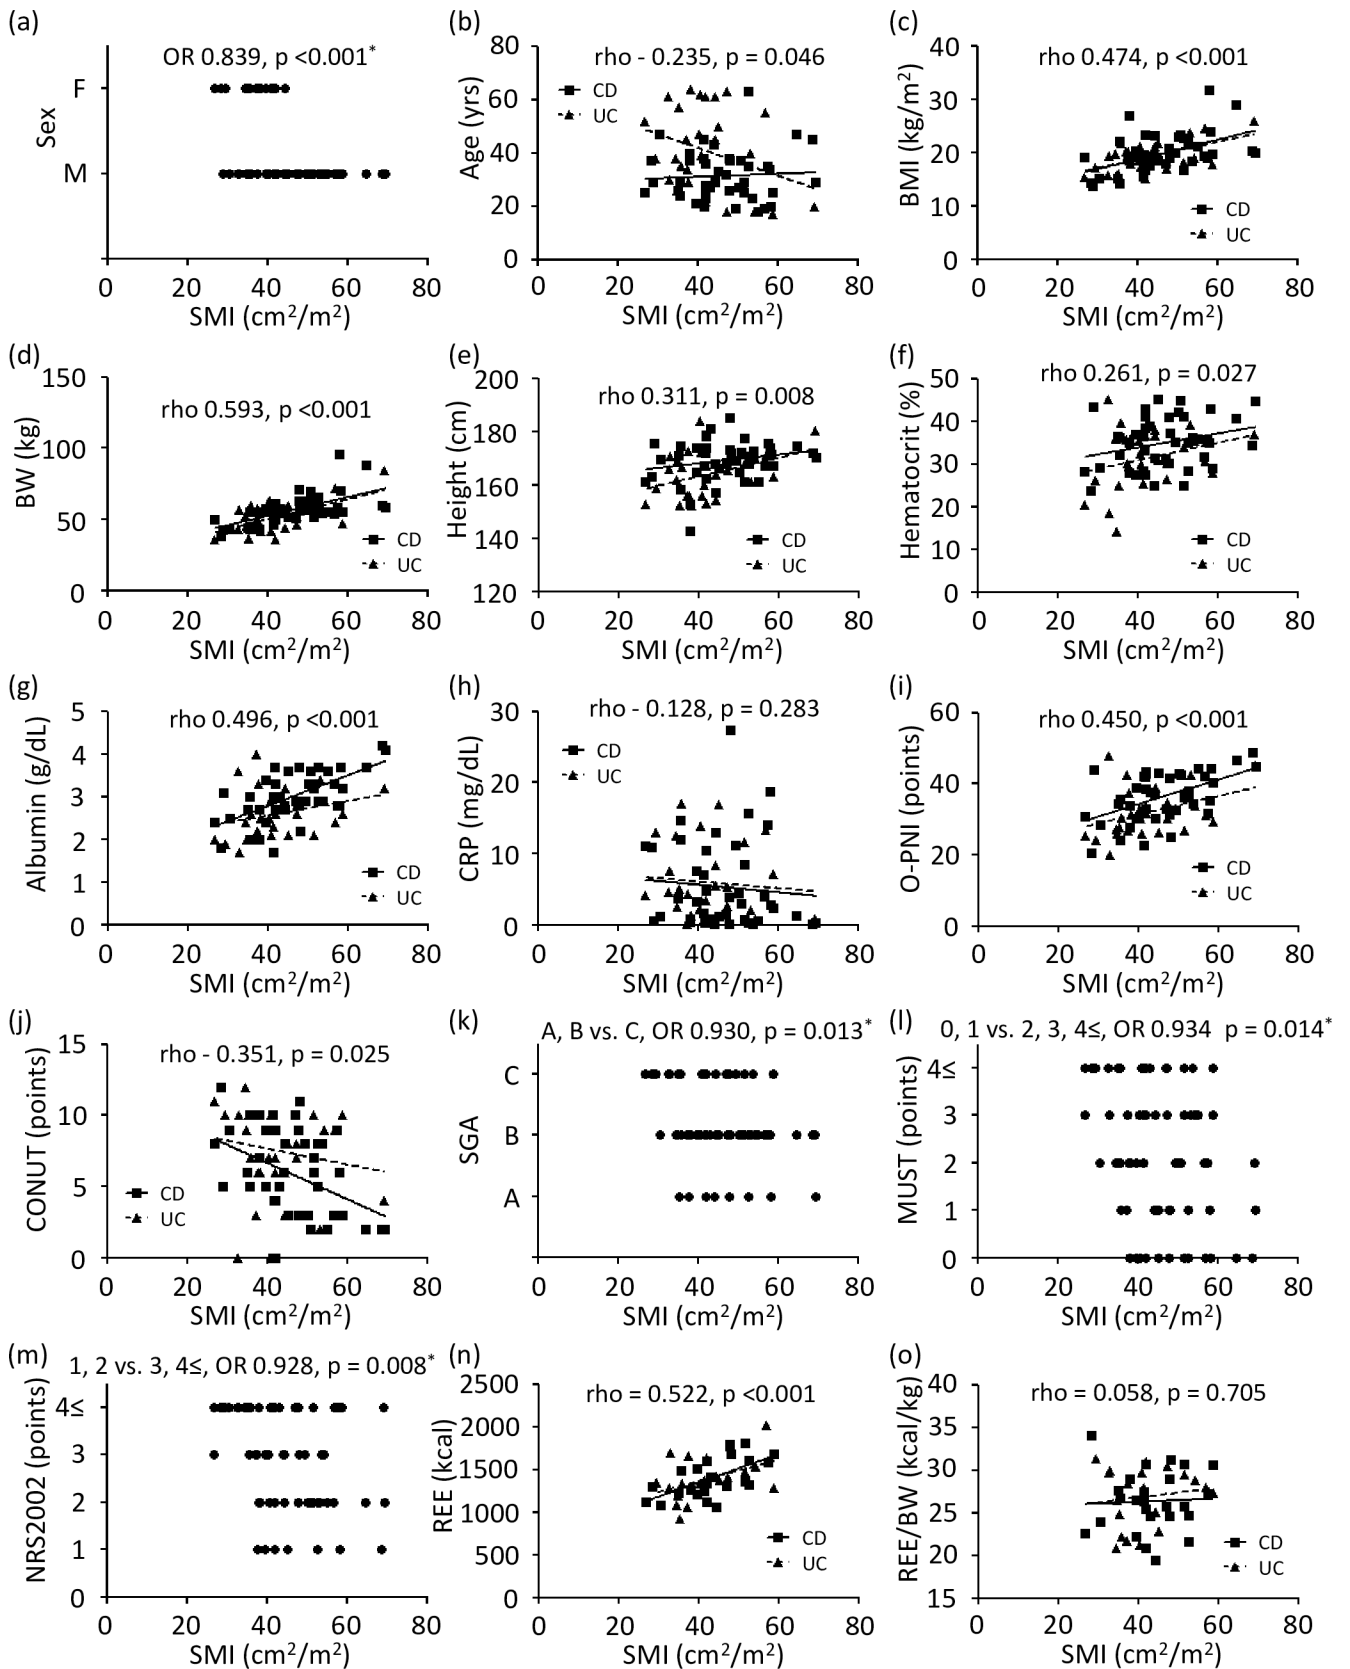 (a)
OR 0.839, p <0.001*
F
M
Sex
0 20 40 60 80
SMI (cm²/m²)
(b)
rho - 0.235, p = 0.046
80
60
40
20
0
Age (yrs)
CD
UC
0 20 40 60 80
SMI (cm²/m²)
(c)
rho 0.474, p <0.001
40
30
20
10
0
BMI (kg/m²)
CD
UC
0 20 40 60 80
SMI (cm²/m²)
(d)
150
100
50
0
BW (kg)
rho 0.593, p <0.001
CD
UC
0 20 40 60 80
SMI (cm²/m²)
(e)
200
180
160
140
120
Height (cm)
rho 0.311, p = 0.008
CD
UC
0 20 40 60 80
SMI (cm²/m²)
(f)
50
40
30
20
10
0
Hematocrit (%)
rho 0.261, p = 0.027
CD
UC
0 20 40 60 80
SMI (cm²/m²)
(g)
5
4
3
2
1
0
Albumin (g/dL)
rho 0.496, p <0.001
CD
UC
0 20 40 60 80
SMI (cm²/m²)
(h)
30
20
10
0
CRP (mg/dL)
rho - 0.128, p = 0.283
CD
UC
0 20 40 60 80
SMI (cm²/m²)
(i)
60
40
20
0
O-PNI (points)
rho 0.450, p <0.001
CD
UC
0 20 40 60 80
SMI (cm²/m²)
(j)
15
10
5
0
CONUT (points)
rho - 0.351, p = 0.025
CD
UC
0 20 40 60 80
SMI (cm²/m²)
(k)
A, B vs. C, OR 0.930, p = 0.013*
C
B
A
SGA
0 20 40 60 80
SMI (cm²/m²)
(l)
0, 1 vs. 2, 3, 4≤, OR 0.934 p = 0.014*
4≤
3
2
1
0
MUST (points)
0 20 40 60 80
SMI (cm²/m²)
(m)
1, 2 vs. 3, 4≤, OR 0.928, p = 0.008*
4≤
3
2
1
0
NRS2002 (points)
0 20 40 60 80
SMI (cm²/m²)
(n)
2500
2000
1500
1000
500
0
REE (kcal)
rho = 0.522, p <0.001
CD
UC
0 20 40 60 80
SMI (cm²/m²)
(o)
40
35
30
25
20
15
REE/BW (kcal/kg)
rho = 0.058, p = 0.705
CD
UC
0 20 40 60 80
SMI (cm²/m²)